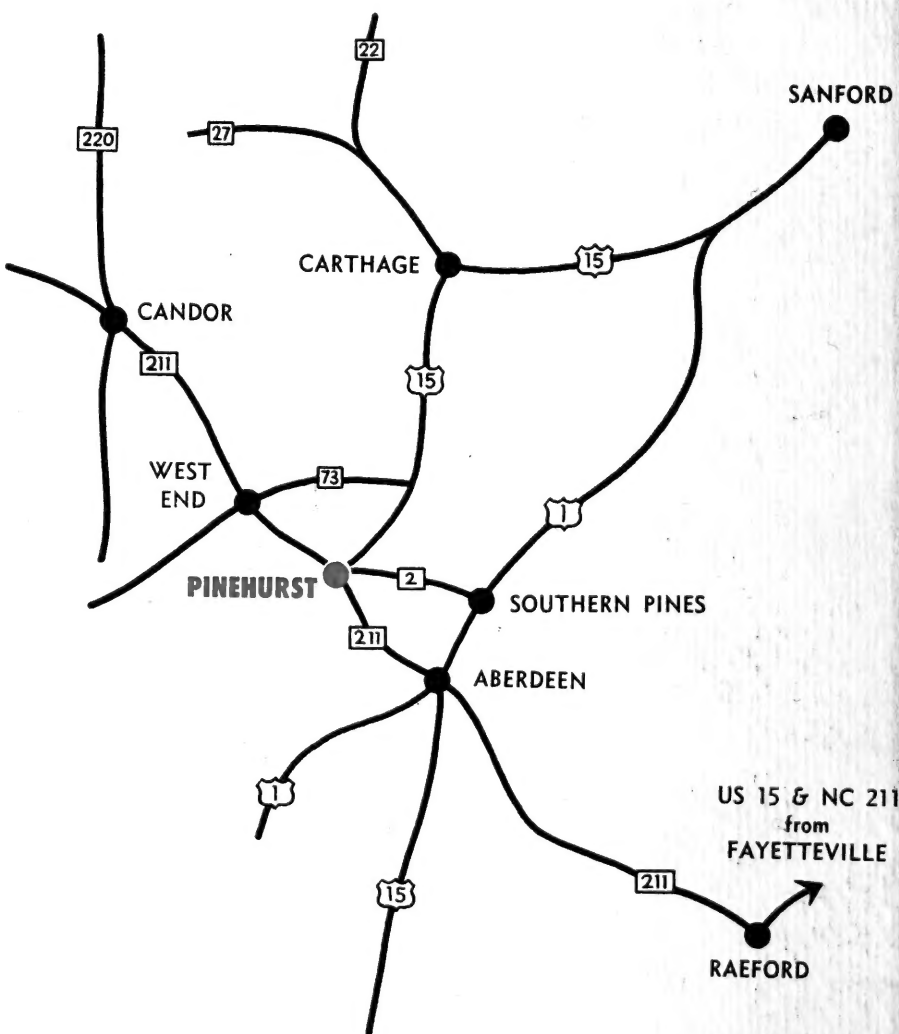 22
SANFORD
220
27
CARTHAGE
15
CANDOR
211
15
WEST
END
73
1
PINEHURST
2
SOUTHERN PINES
211
ABERDEEN
1
US 15 & NC 211
from
FAYETTEVILLE
211
15
RAEFORD